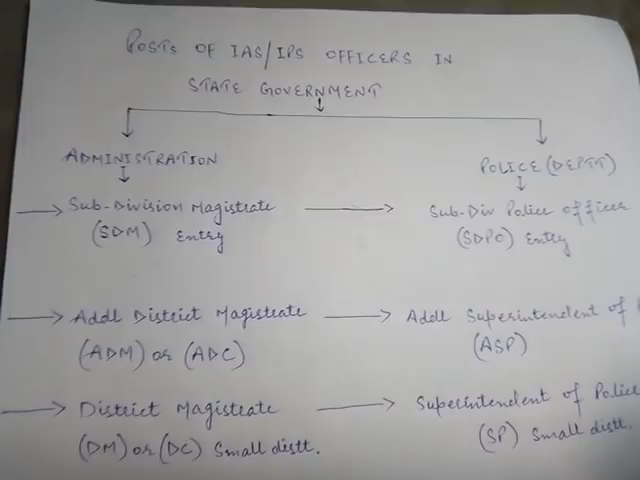 POSTS OF IAS/IPS OFFICERS IN
STATE GOVERNMENT
ADMINISTRATION
POLICE (DEPTT)
Sub-Division Magistrate
Sub-Div Police officer
(SDM) Entry
(SDPO) Entry
Addl District Magistrate
Addl Superintendent of
(ADM) or (ADC)
(ASP)
District Magistrate
Superintendent of Police
(DM) or (DC) Small distt.
(SP) Small distt.